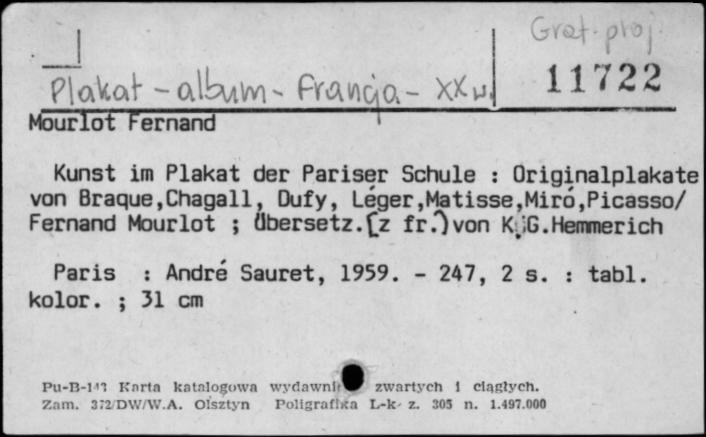 Graf. proj.
11722
Plakat - album - Francja - XX w.
Mourlot Fernand
Kunst im Plakat der Pariser Schule : Originalplakate
von Braque,Chagall, Dufy, Léger,Matisse,Miró,Picasso/
Fernand Mourlot ; übersetz.[z fr.]von K.G.Hemmerich
Paris : André Sauret, 1959. - 247, 2 s. : tabl.
kolor. ; 31 cm
Pu-B-143 Karta katalogowa zwartych i ciągłych.
Zam. 372/DW/W.A. Olsztyn Poligrafika L-k z. 305 n. 1.497.000